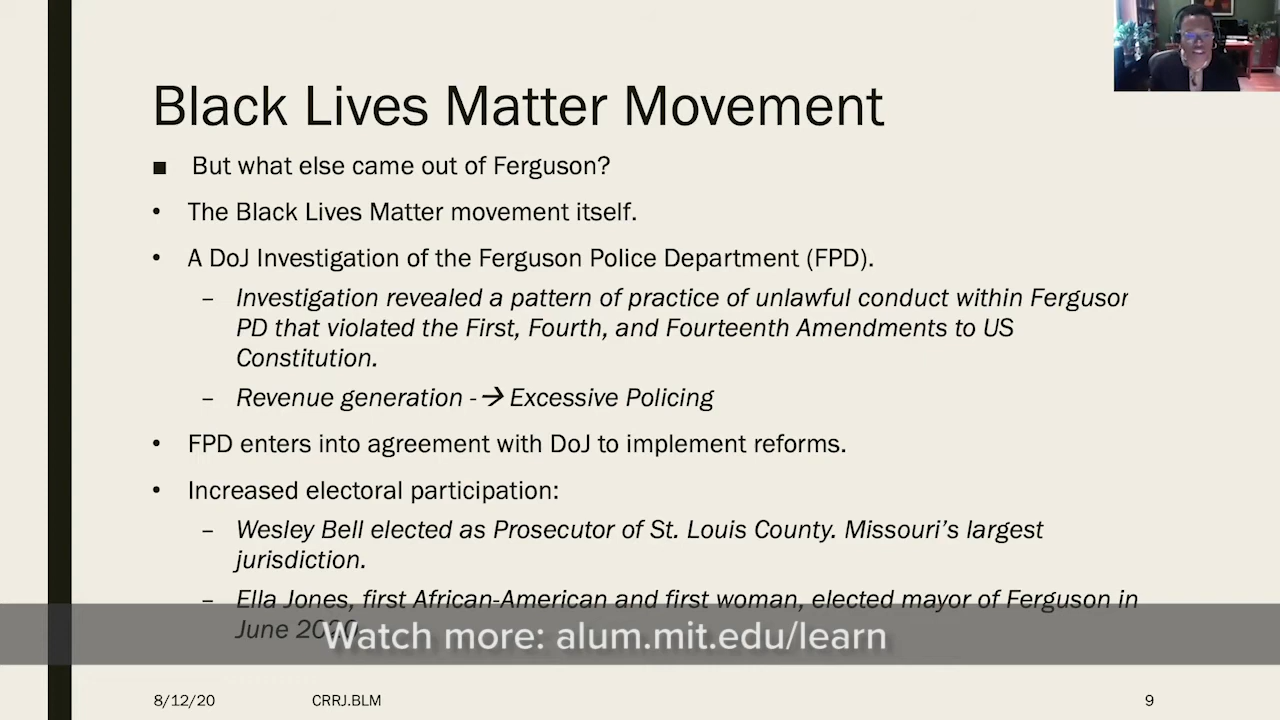 Black Lives Matter Movement
■ But what else came out of Ferguson?
• The Black Lives Matter movement itself.
• A DoJ Investigation of the Ferguson Police Department (FPD).
– Investigation revealed a pattern of practice of unlawful conduct within Ferguson
PD that violated the First, Fourth, and Fourteenth Amendments to US
Constitution.
– Revenue generation -→ Excessive Policing
• FPD enters into agreement with DoJ to implement reforms.
• Increased electoral participation:
– Wesley Bell elected as Prosecutor of St. Louis County. Missouri’s largest
jurisdiction.
– Ella Jones, first African-American and first woman, elected mayor of Ferguson in
June 2020.
Watch more: alum.mit.edu/learn
8/12/20 CRRJ.BLM 9